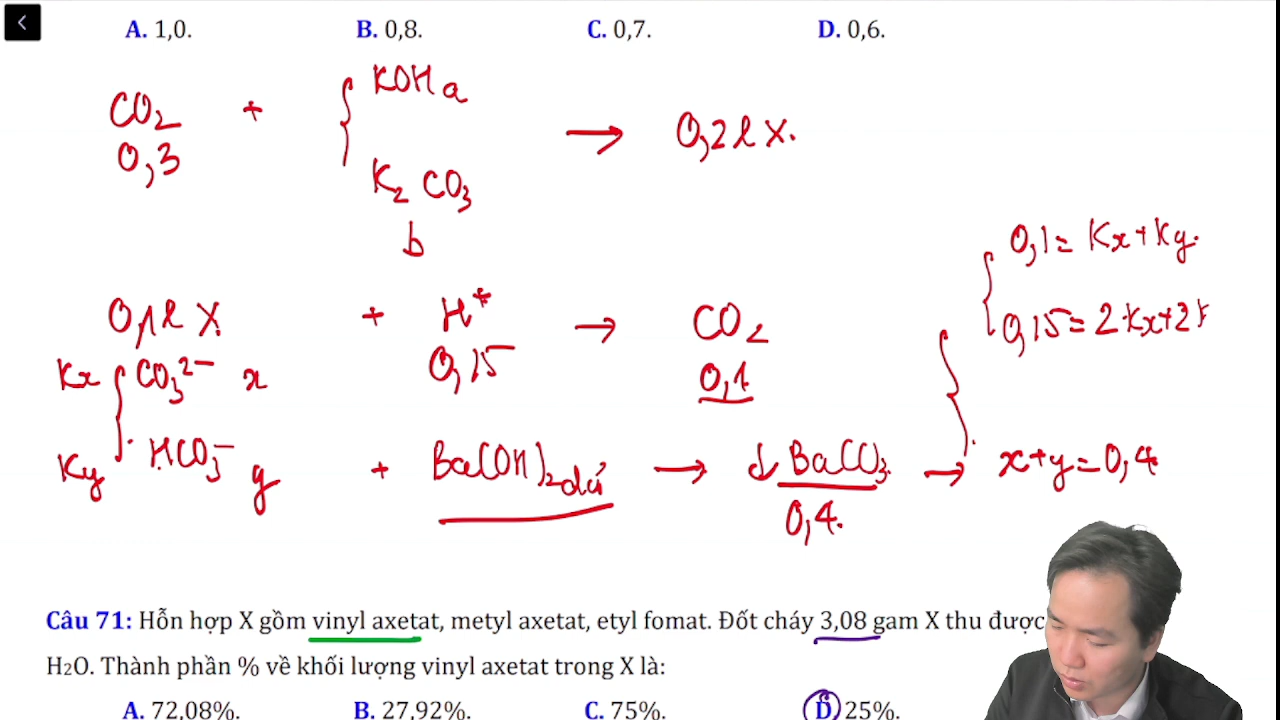 A. 1,0. B. 0,8. C. 0,7. D. 0,6.
CO2 + { KOH a → 0,2 l X.
0,3
K2CO3
b
0,1 l X + H+ → CO2
0,15 0,1
Kx { CO3 2- x
Ky HCO3- y + Ba(OH)2 dư → ↓ BaCO3 → x+y=0,4
0,4.
0,1 = Kx + Ky.
0,15 = 2.Kx +
Câu 71: Hỗn hợp X gồm vinyl axetat, metyl axetat, etyl fomat. Đốt cháy 3,08 gam X thu được
H2O. Thành phần % về khối lượng vinyl axetat trong X là:
A. 72,08%. B. 27,92%. C. 75%. D. 25%.